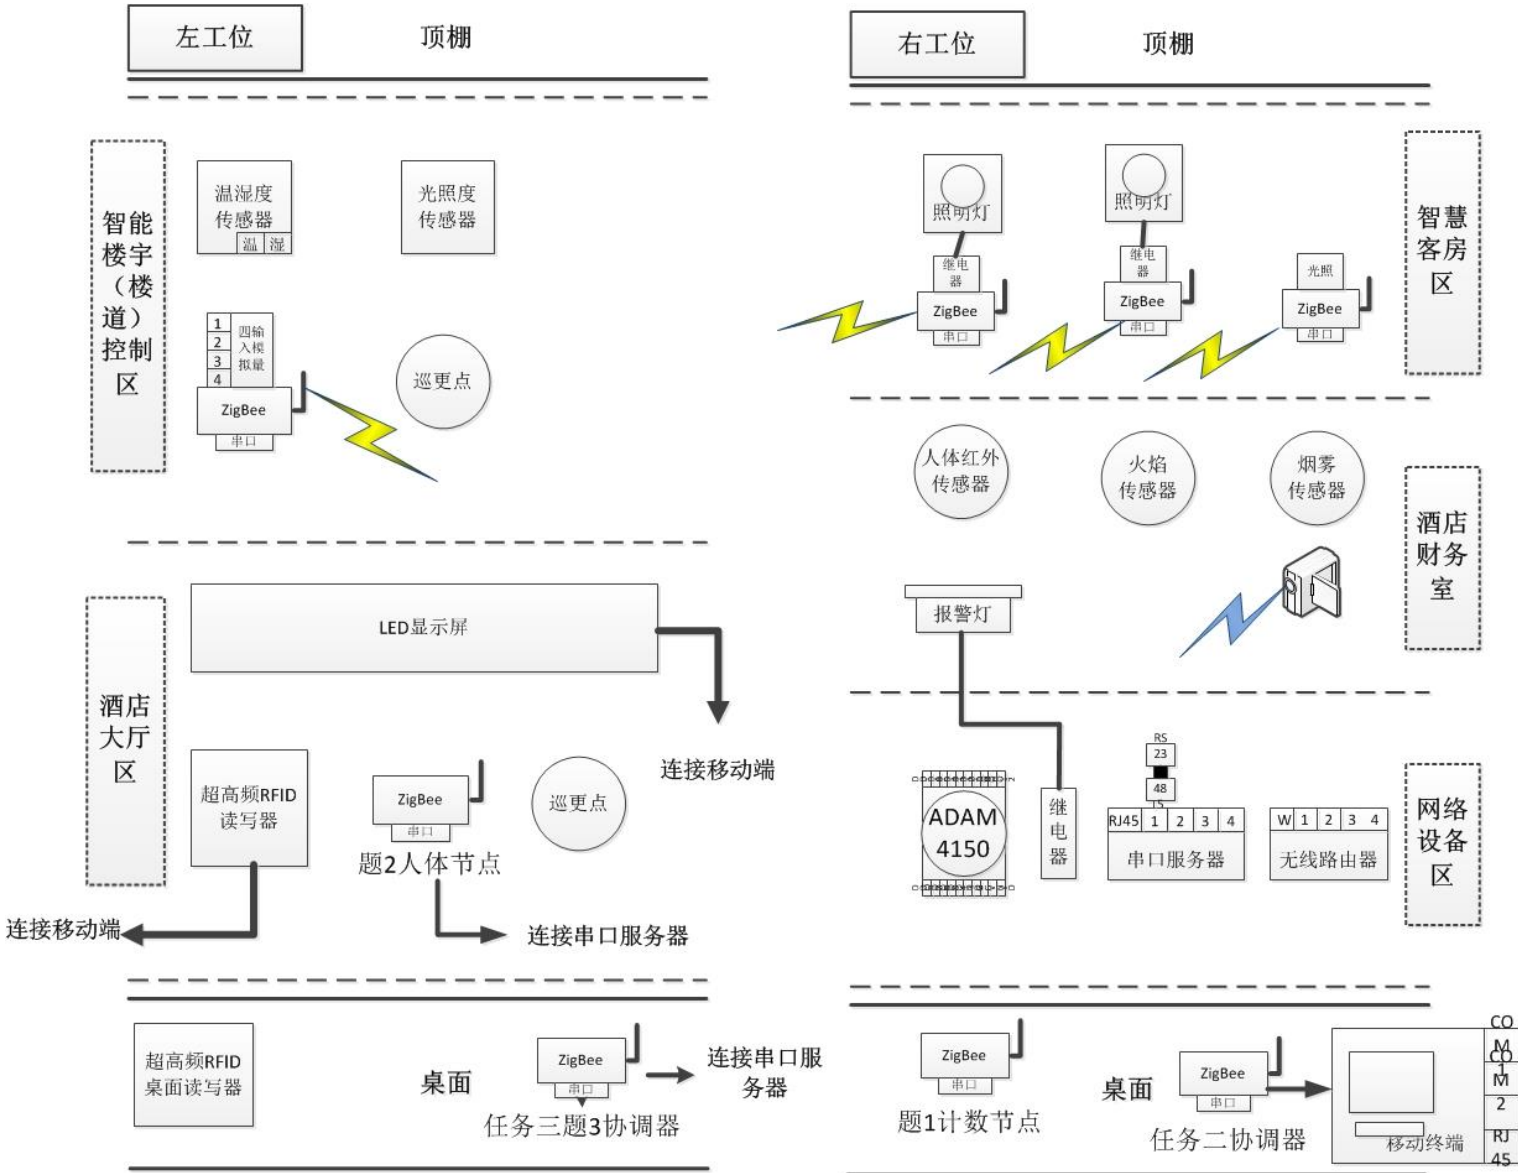 左工位
顶棚
智能
楼宇
（楼
道）
控制
区
温湿度
传感器
温
湿
光照度
传感器
1
2
3
4
四输
入模
拟量
ZigBee
串口
巡更点
酒店
大厅
区
LED显示屏
连接移动端
超高频RFID
读写器
连接移动端
ZigBee
串口
题2人体节点
连接串口服务器
巡更点
超高频RFID
桌面读写器
桌面
ZigBee
串口
任务三题3协调器
连接串口服
务器
右工位
顶棚
智慧
客房
区
照明灯
继电
器
ZigBee
串口
照明灯
继电
器
ZigBee
串口
光照
ZigBee
串口
酒店
财务
室
人体红外
传感器
火焰
传感器
烟雾
传感器
报警灯
网络
设备
区
ADAM
4150
继
电
器
RS
23
48
RJ45 1 2 3 4
串口服务器
W 1 2 3 4
无线路由器
ZigBee
串口
题1计数节点
桌面
ZigBee
串口
任务二协调器
移动终端
CO
M
1
CO
M
2
RJ
45